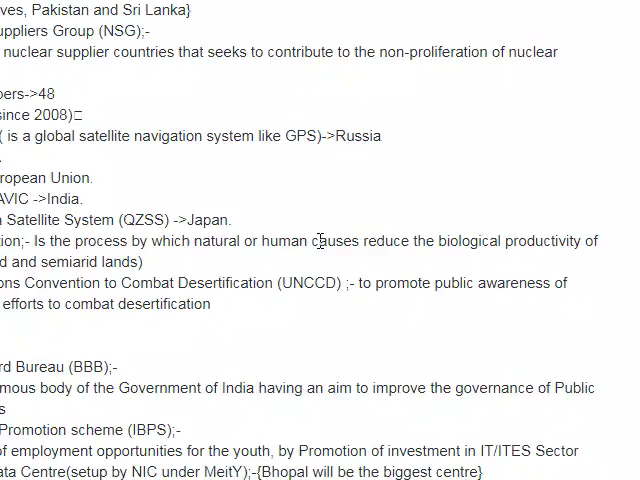 ves, Pakistan and Sri Lanka}
uppliers Group (NSG);-
nuclear supplier countries that seeks to contribute to the non-proliferation of nuclear
bers->48
since 2008)□
( is a global satellite navigation system like GPS)->Russia
.
ropean Union.
AVIC ->India.
n Satellite System (QZSS) ->Japan.
tion;- Is the process by which natural or human causes reduce the biological productivity of
d and semiarid lands)
ons Convention to Combat Desertification (UNCCD) ;- to promote public awareness of
efforts to combat desertification
rd Bureau (BBB);-
mous body of the Government of India having an aim to improve the governance of Public
s
Promotion scheme (IBPS);-
of employment opportunities for the youth, by Promotion of investment in IT/ITES Sector
ata Centre(setup by NIC under MeitY);-{Bhopal will be the biggest centre}